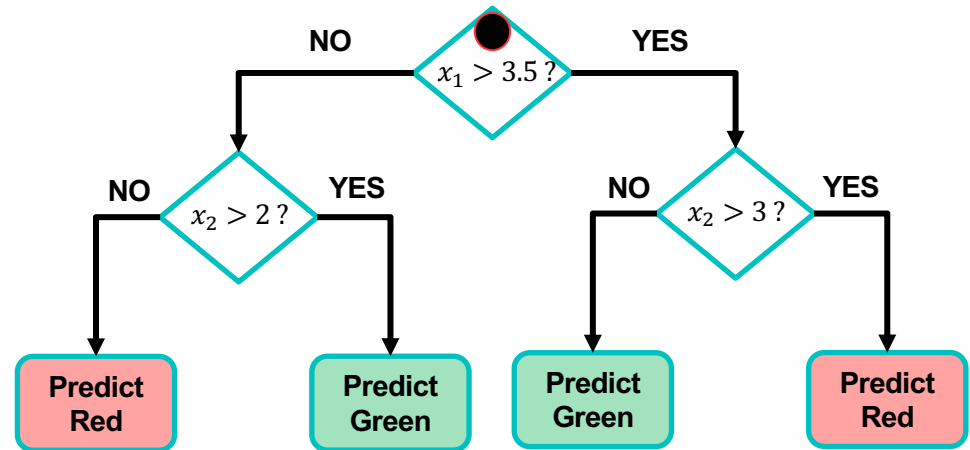 NO
YES
x₁ > 3.5 ?
NO
YES
NO
YES
x₂ > 2 ?
x₂ > 3 ?
Predict
Red
Predict
Green
Predict
Green
Predict
Red